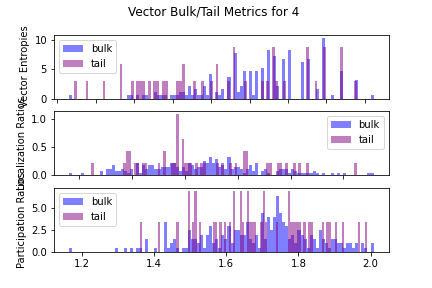 Vector Bulk/Tail Metrics for 4
Vector Entropies
10
5
0
bulk
tail
Localization Ratios
1.0
0.5
0.0
bulk
tail
Participation Ratios
5.0
2.5
0.0
bulk
tail
1.2 1.4 1.6 1.8 2.0